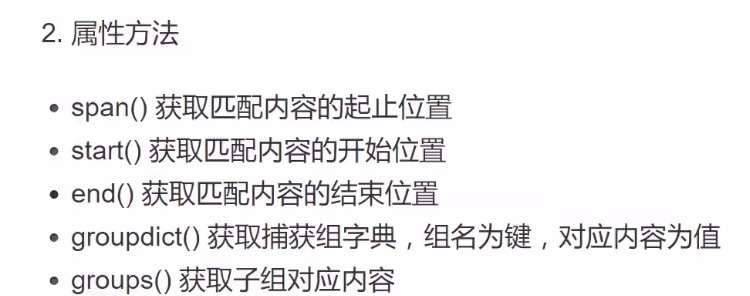 2. 属性方法
• span() 获取匹配内容的起止位置
• start() 获取匹配内容的开始位置
• end() 获取匹配内容的结束位置
• groupdict() 获取捕获组字典，组名为键，对应内容为值
• groups() 获取子组对应内容